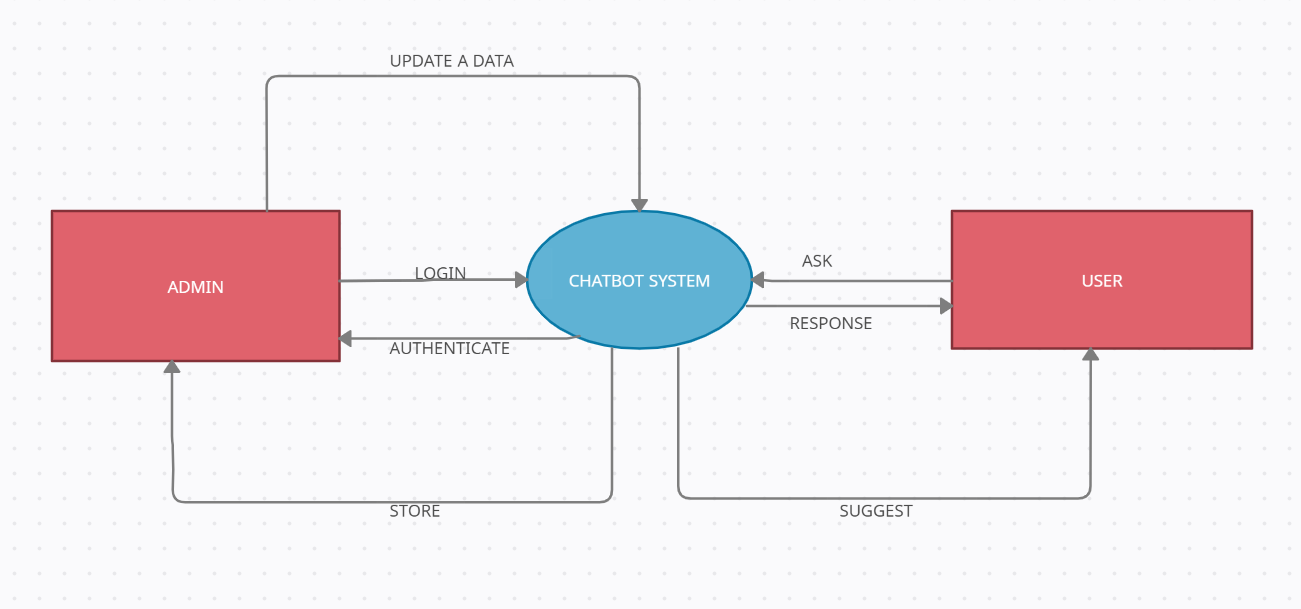 UPDATE A DATA
ADMIN
LOGIN
CHATBOT SYSTEM
ASK
USER
RESPONSE
AUTHENTICATE
STORE
SUGGEST